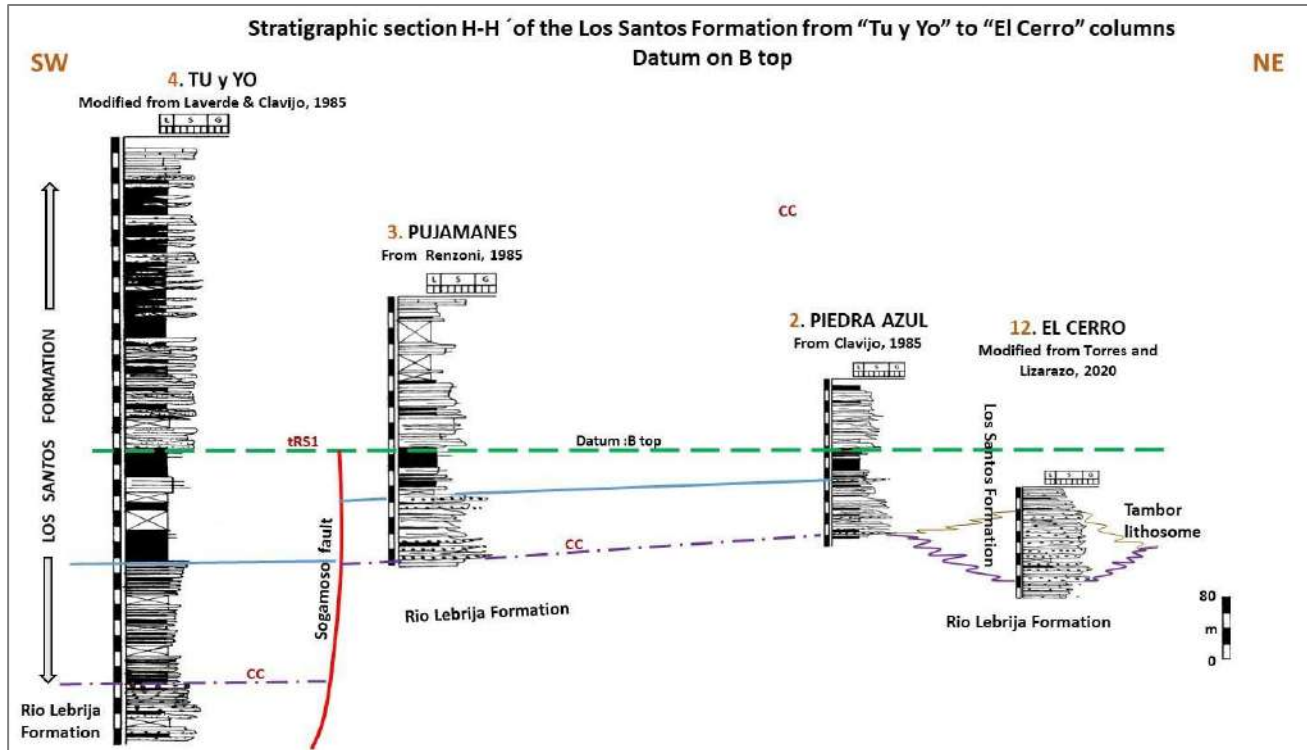 Stratigraphic section H-H ´of the Los Santos Formation from “Tu y Yo” to “El Cerro” columns
Datum on B top
SW
NE
4. TU y YO
Modified from Laverde & Clavijo, 1985
L S G
3. PUJAMANES
From Renzoni, 1985
L S G
CC
2. PIEDRA AZUL
From Clavijo, 1985
L S G
12. EL CERRO
Modified from Torres and
Lizarazo, 2020
L S G
LOS SANTOS FORMATION
tRS1
Datum :B top
Los Santos Formation
Tambor
lithosome
Sogamoso fault
CC
Rio Lebrija Formation
Rio Lebrija Formation
80
m
0
CC
Rio Lebrija
Formation